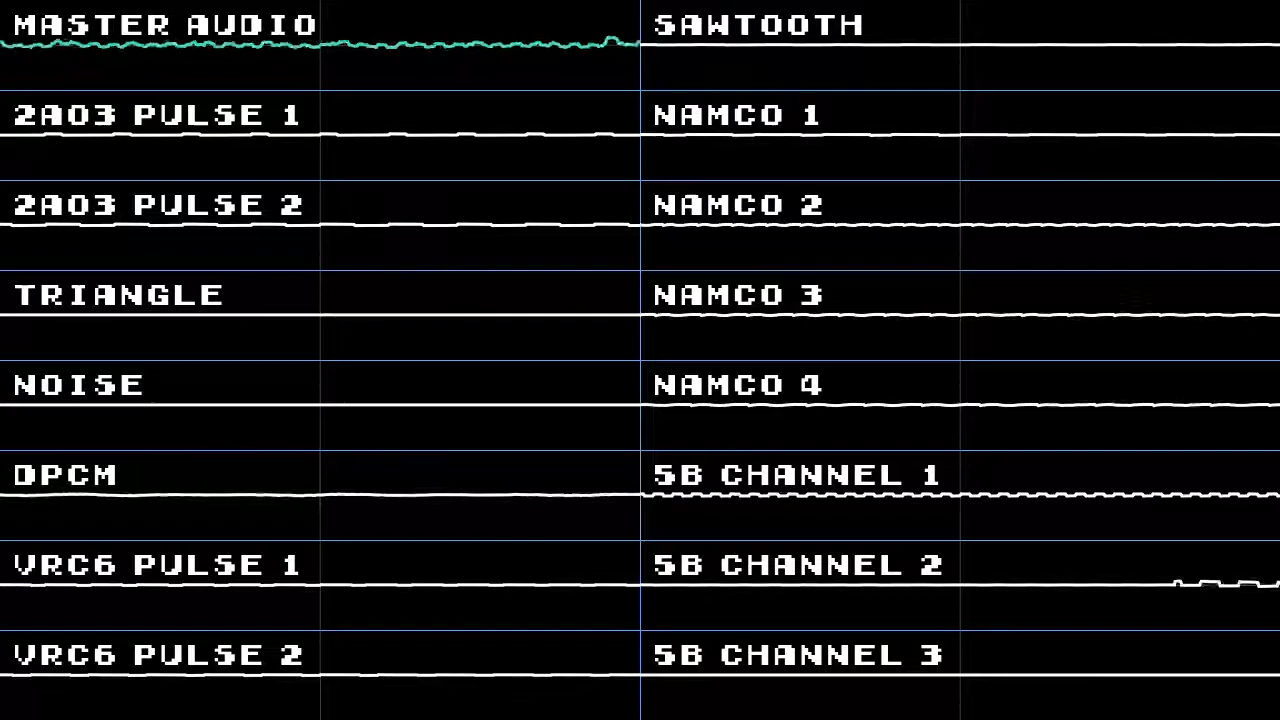 MASTER AUDIO
2A03 PULSE 1
2A03 PULSE 2
TRIANGLE
NOISE
DPCM
VRC6 PULSE 1
VRC6 PULSE 2
SAWTOOTH
NAMCO 1
NAMCO 2
NAMCO 3
NAMCO 4
5B CHANNEL 1
5B CHANNEL 2
5B CHANNEL 3